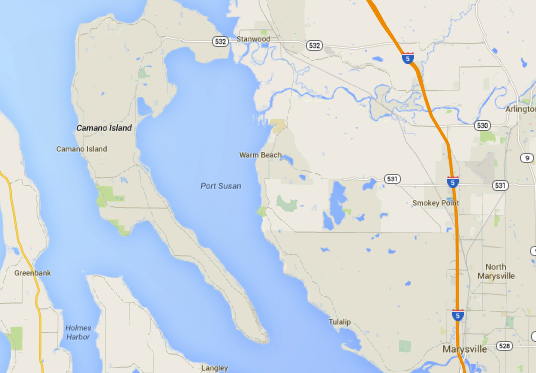 532
Stanwood
532
5
Arlington
530
Camano Island
Camano Island
Warm Beach
9
Port Susan
531
5
531
Smokey Point
Greenbank
North
Marysville
5
Holmes
Harbor
Tulalip
Marysville
528
Langley